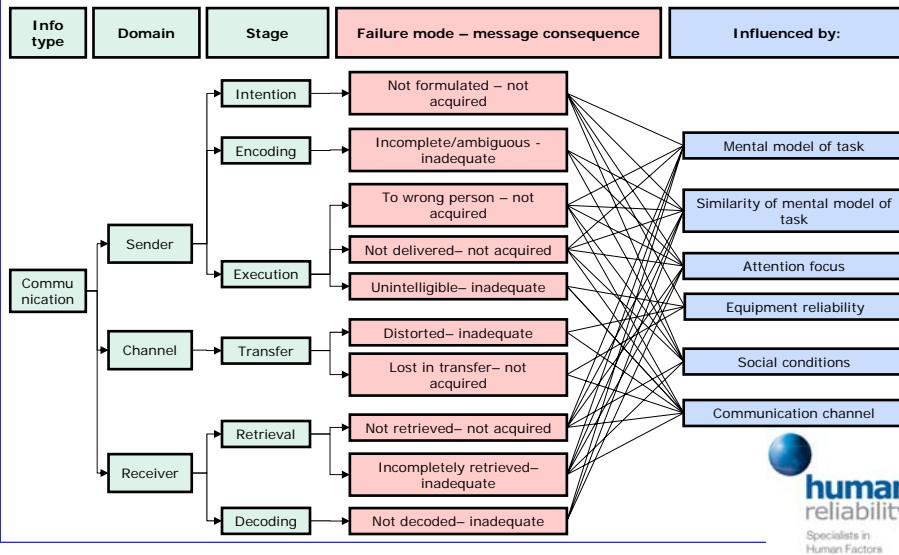 Info
type
Domain
Stage
Failure mode – message consequence
Influenced by:
Intention
Not formulated – not
acquired
Encoding
Incomplete/ambiguous -
inadequate
Mental model of task
To wrong person – not
acquired
Similarity of mental model of
task
Sender
Not delivered– not acquired
Execution
Attention focus
Commu
nication
Unintelligible– inadequate
Equipment reliability
Distorted– inadequate
Channel
Transfer
Social conditions
Lost in transfer– not
acquired
Communication channel
Retrieval
Not retrieved– not acquired
Receiver
Incompletely retrieved–
inadequate
Decoding
Not decoded– inadequate
human
reliability
Specialists in
Human Factors